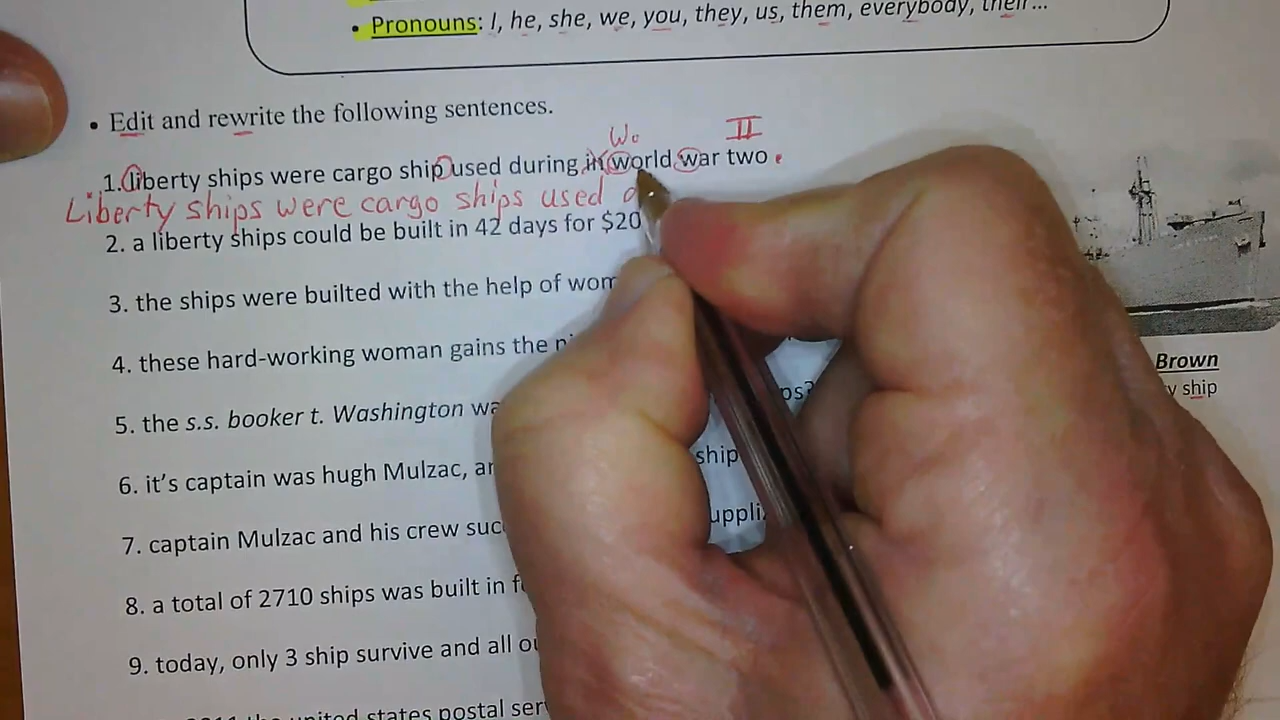 • Pronouns: I, he, she, we, you, they, us, them, everybody, their...
• Edit and rewrite the following sentences.
Wo II
1. liberty ships were cargo ship used during in world war two.
Liberty ships were cargo ships used d
2. a liberty ships could be built in 42 days for $20
3. the ships were builted with the help of
4. these hard-working woman gains the
Brown
ship
5. the s.s. booker t. Washington
6. it's captain was hugh Mulzac, ship
7. captain Mulzac and his crew
8. a total of 2710 ships was built in
9. today, only 3 ship survive and all
the united states postal